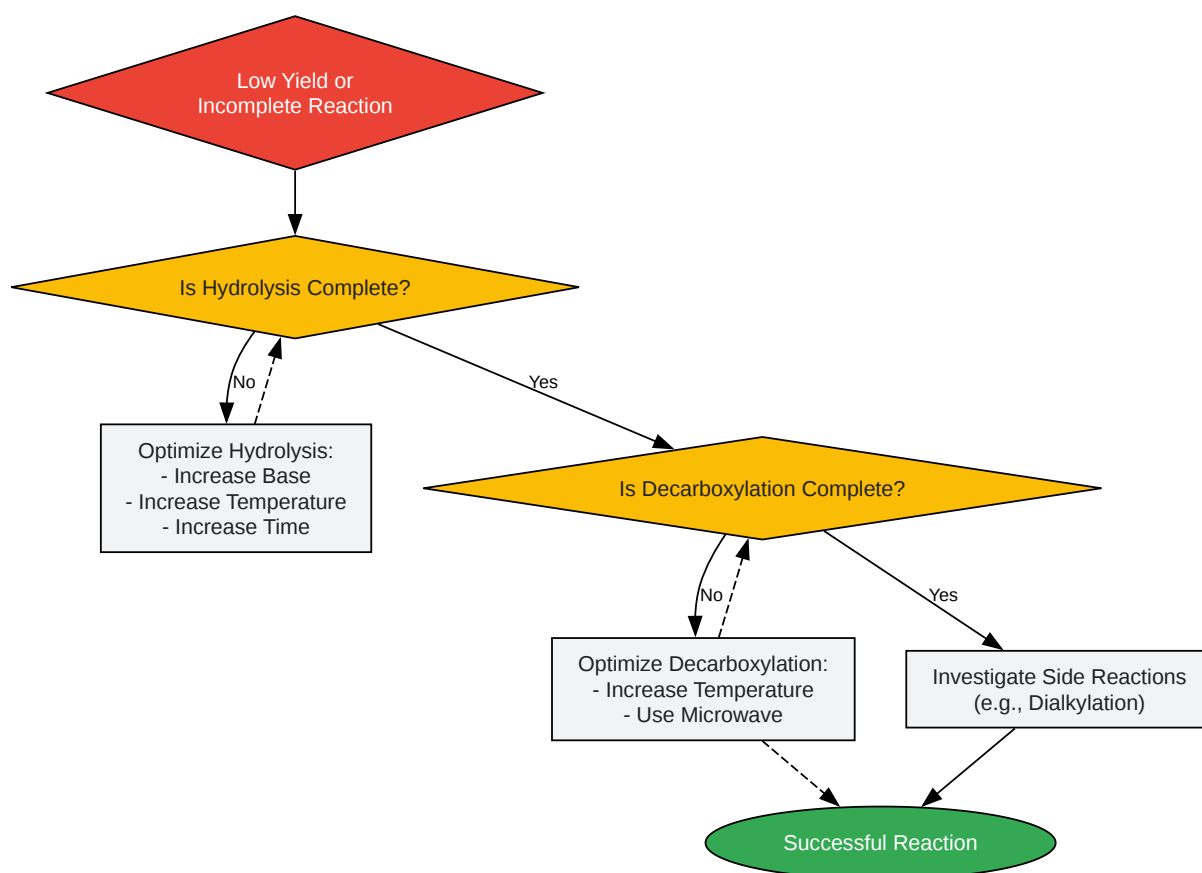 Low Yield or
Incomplete Reaction
Is Hydrolysis Complete?
No
Yes
Optimize Hydrolysis:
- Increase Base
- Increase Temperature
- Increase Time
Is Decarboxylation Complete?
No
Yes
Optimize Decarboxylation:
- Increase Temperature
- Use Microwave
Investigate Side Reactions
(e.g., Dialkylation)
Successful Reaction